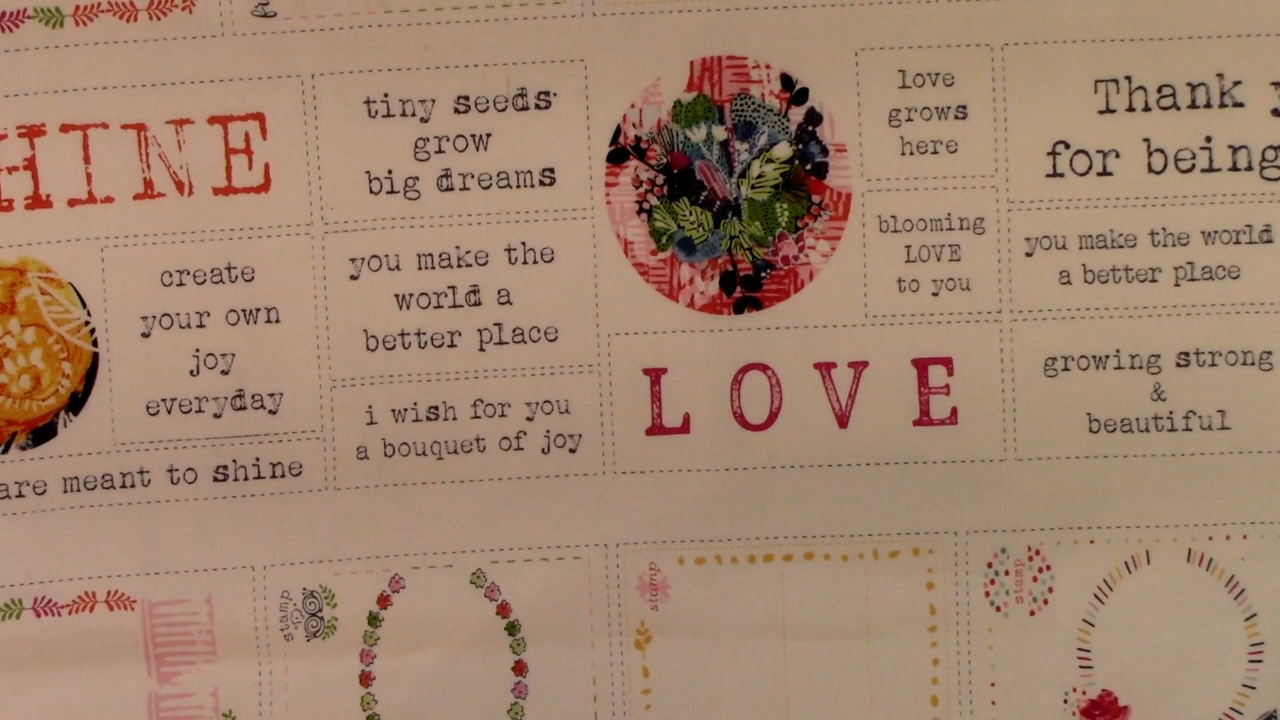 HINE
create
your own
joy
everyday
are meant to shine
tiny seeds
grow
big dreams
you make the
world a
better place
i wish for you
a bouquet of joy
LOVE
love
grows
here
blooming
LOVE
to you
Thank y
for being
you make the world
a better place
growing strong
&
beautiful
stamp
stamp
stamp